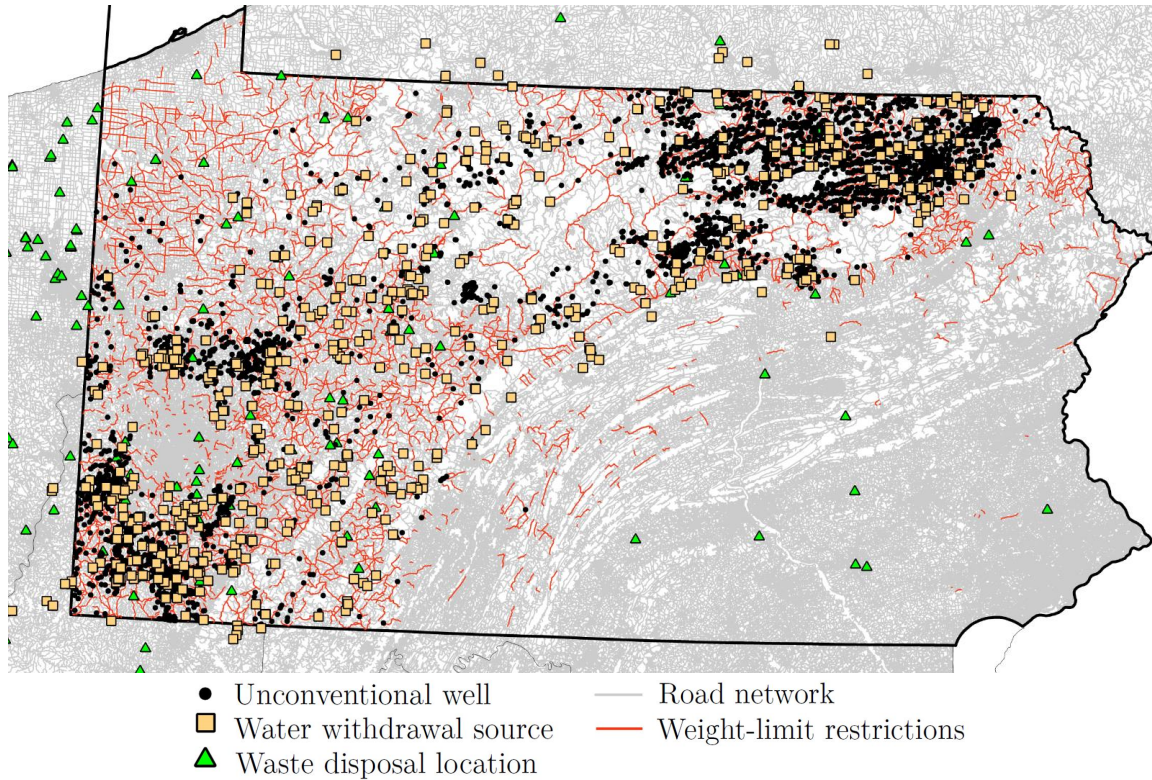 Unconventional well
Water withdrawal source
Waste disposal location
Road network
Weight-limit restrictions